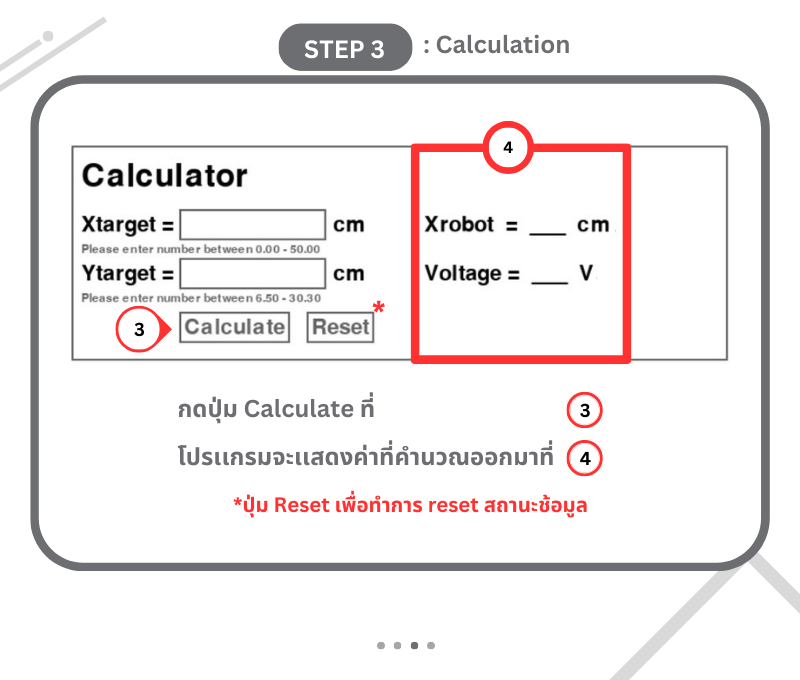 STEP 3 : Calculation
4
Calculator
Xtarget = cm
Please enter number between 0.00 - 50.00
Ytarget = cm
Please enter number between 6.50 - 30.30
3 Calculate Reset *
Xrobot = ___ cm
Voltage = ___ V
กดปุ่ม Calculate ที่ 3
โปรแกรมจะแสดงค่าที่คำนวณออกมาที่ 4
*ปุ่ม Reset เพื่อทำการ reset สถานะช้อมูล